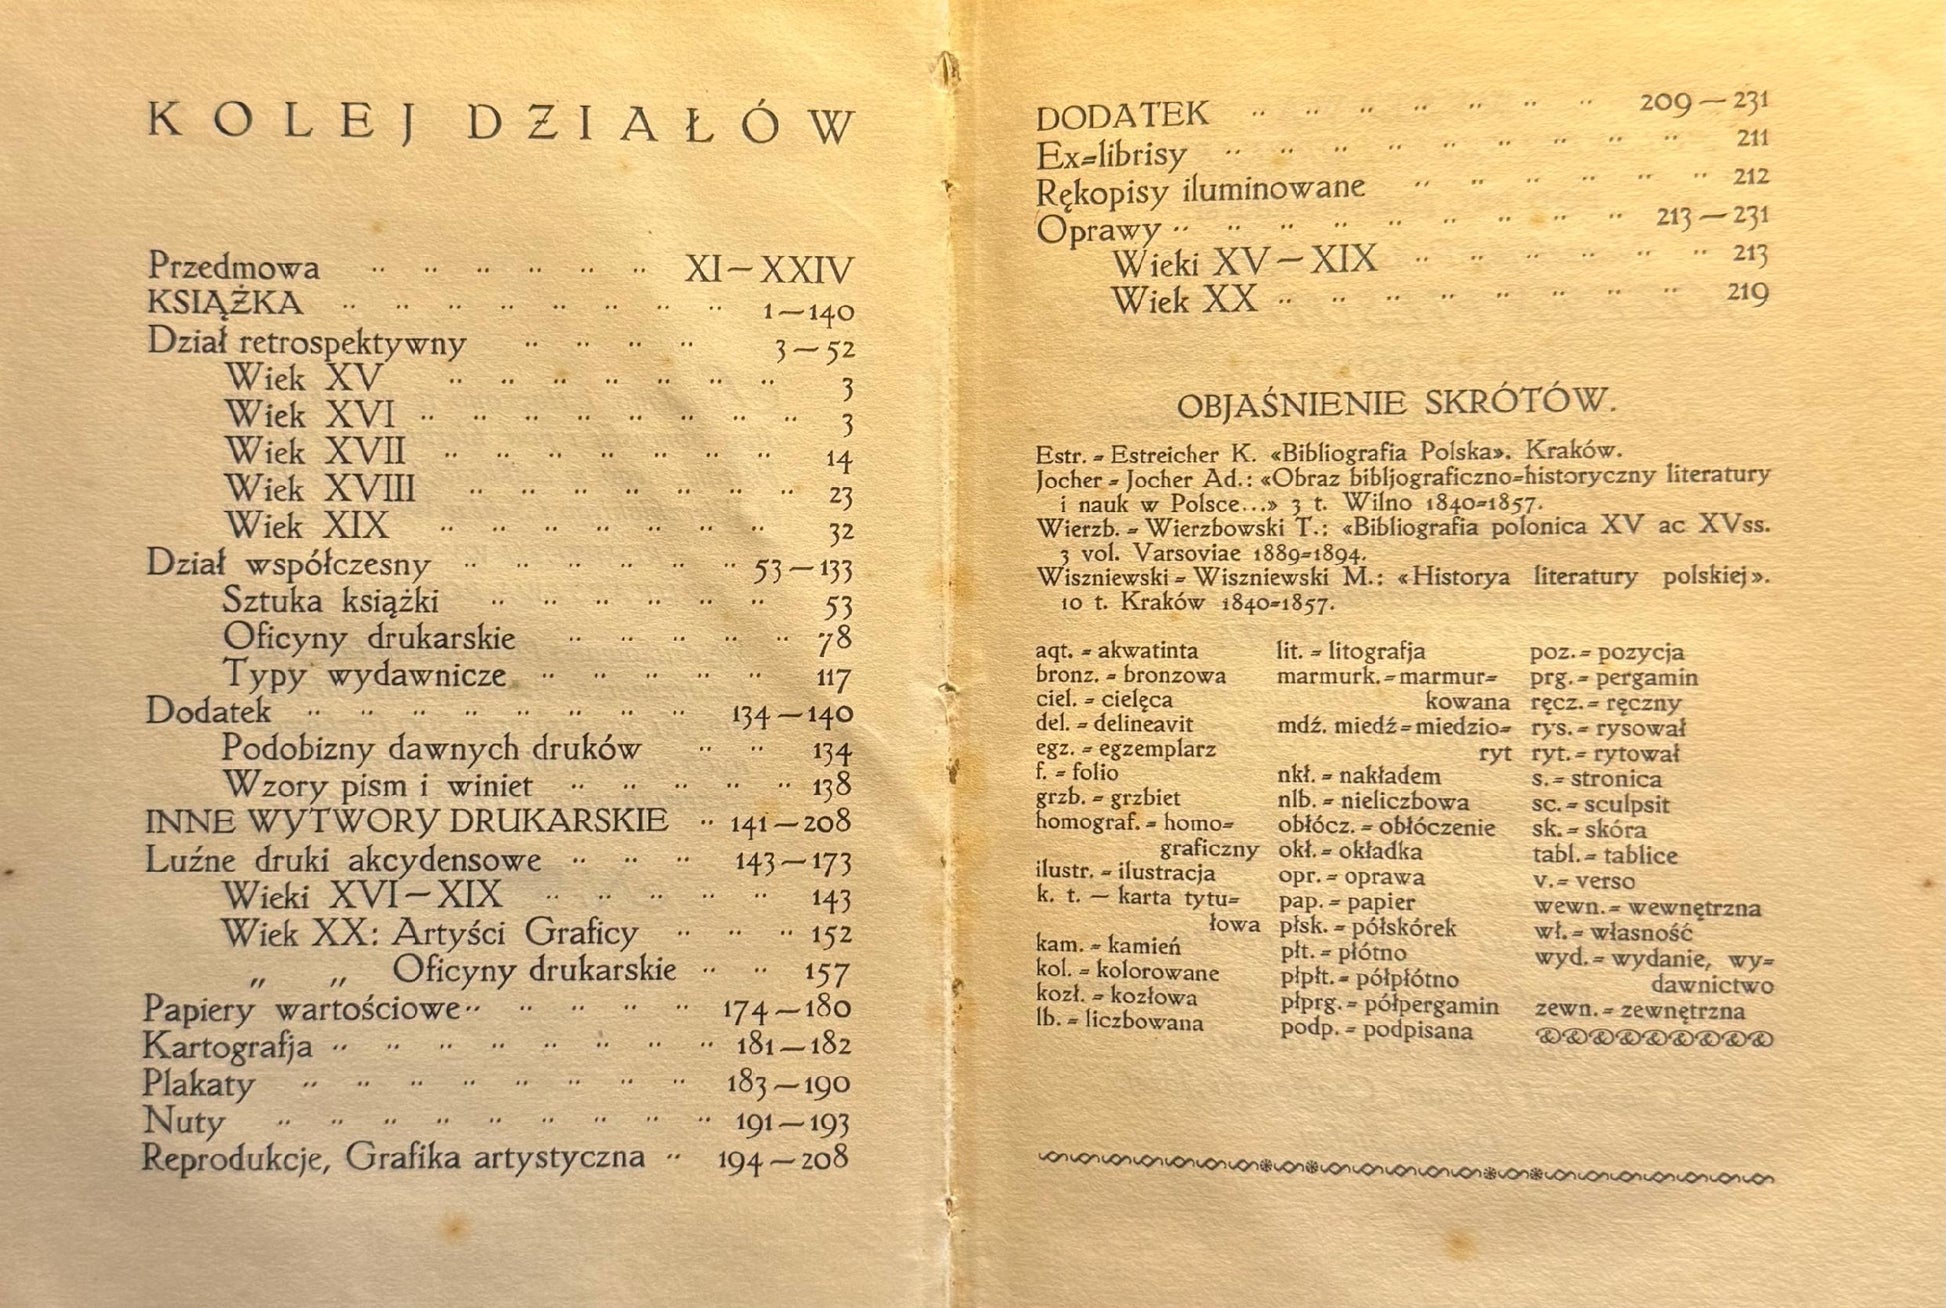 KOLEJ DZIAŁÓW
Przedmowa .. .. .. .. .. .. XI—XXIV
KSIĄŻKA .. .. .. .. .. .. .. .. 1—140
Dział retrospektywny .. .. .. .. 3—52
Wiek XV .. .. .. .. .. .. .. 3
Wiek XVI .. .. .. .. .. .. .. .. 3
Wiek XVII .. .. .. .. .. .. .. 14
Wiek XVIII .. .. .. .. .. .. .. 23
Wiek XIX .. .. .. .. .. .. .. 32
Dział współczesny .. .. .. .. .. .. 53—133
Sztuka książki .. .. .. .. .. .. 53
Oficyny drukarskie .. .. .. .. .. 78
Typy wydawnicze .. .. .. .. .. 117
Dodatek .. .. .. .. .. .. .. .. 134—140
Podobizny dawnych druków .. .. 134
Wzory pism i winiet .. .. .. .. .. 138
INNE WYTWORY DRUKARSKIE .. 141—208
Luźne druki akcydensowe .. .. .. 143—173
Wieki XVI—XIX .. .. .. .. .. 143
Wiek XX: Artyści Graficy .. .. .. 152
„ „ Oficyny drukarskie .. .. 157
Papiery wartościowe .. .. .. .. .. 174—180
Kartografja .. .. .. .. .. .. .. .. 181—182
Plakaty .. .. .. .. .. .. .. .. 183—190
Nuty .. .. .. .. .. .. .. .. .. 191—193
Reprodukcje, Grafika artystyczna .. 194—208
DODATEK .. .. .. .. .. .. .. 209—231
Ex=librisy .. .. .. .. .. .. .. .. .. 211
Rękopisy iluminowane .. .. .. .. .. .. 212
Oprawy .. .. .. .. .. .. .. .. .. 213—231
Wieki XV—XIX .. .. .. .. .. .. 213
Wiek XX .. .. .. .. .. .. .. .. 219
OBJAŚNIENIE SKRÓTÓW.
Estr. = Estreicher K. «Bibliografia Polska». Kraków.
Jocher = Jocher Ad.: «Obraz bibljograficzno=historyczny literatury
i nauk w Polsce...» 3 t. Wilno 1840=1857.
Wierzb. = Wierzbowski T.: «Bibliografia polonica XV ac XVss.
3 vol. Varsoviae 1889=1894.
Wiszniewski = Wiszniewski M.: «Historya literatury polskiej».
10 t. Kraków 1840=1857.
aqt. = akwatinta
bronz. = bronzowa
ciel. = cielęca
del. = delineavit
egz. = egzemplarz
f. = folio
grzb. = grzbiet
homograf. = homo=
graficzny
ilustr. = ilustracja
k. t. — karta tytu=
łowa
kam. = kamień
kol. = kolorowane
kozł. = kozłowa
lb. = liczbowana
lit. = litografja
marmurk. = marmur=
kowana
mdź. miedź = miedzio=
ryt
nkł. = nakładem
nlb. = nieliczbowa
obłócz. = obłóczenie
okł. = okładka
opr. = oprawa
pap. = papier
płsk. = półskórek
płt. = płótno
płpłt. = półpłótno
płprg. = półpergamin
podp. = podpisana
poz. = pozycja
prg. = pergamin
ręcz. = ręczny
rys. = rysował
ryt. = rytował
s. = stronica
sc. = sculpsit
sk. = skóra
tabl. = tablice
v. = verso
wewn. = wewnętrzna
wł. = własność
wyd. = wydanie, wy=
dawnictwo
zewn. = zewnętrzna